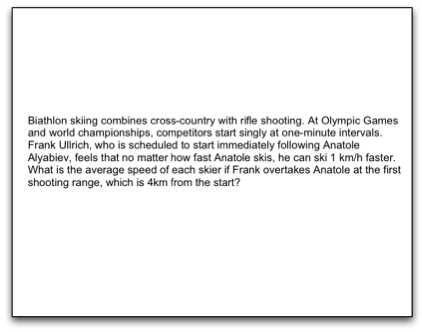 Biathlon skiing combines cross-country with rifle shooting. At Olympic Games
and world championships, competitors start singly at one-minute intervals.
Frank Ullrich, who is scheduled to start immediately following Anatole
Alyabiev, feels that no matter how fast Anatole skis, he can ski 1 km/h faster.
What is the average speed of each skier if Frank overtakes Anatole at the first
shooting range, which is 4km from the start?